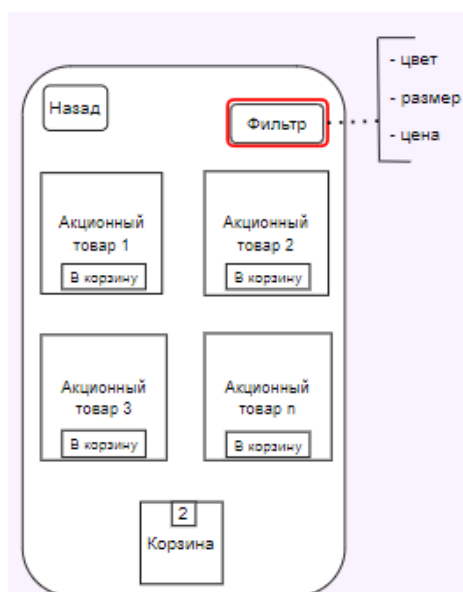 - цвет
- размер
- цена
Назад
Фильтр
Акционный
товар 1
В корзину
Акционный
товар 2
В корзину
Акционный
товар 3
В корзину
Акционный
товар n
В корзину
2
Корзина